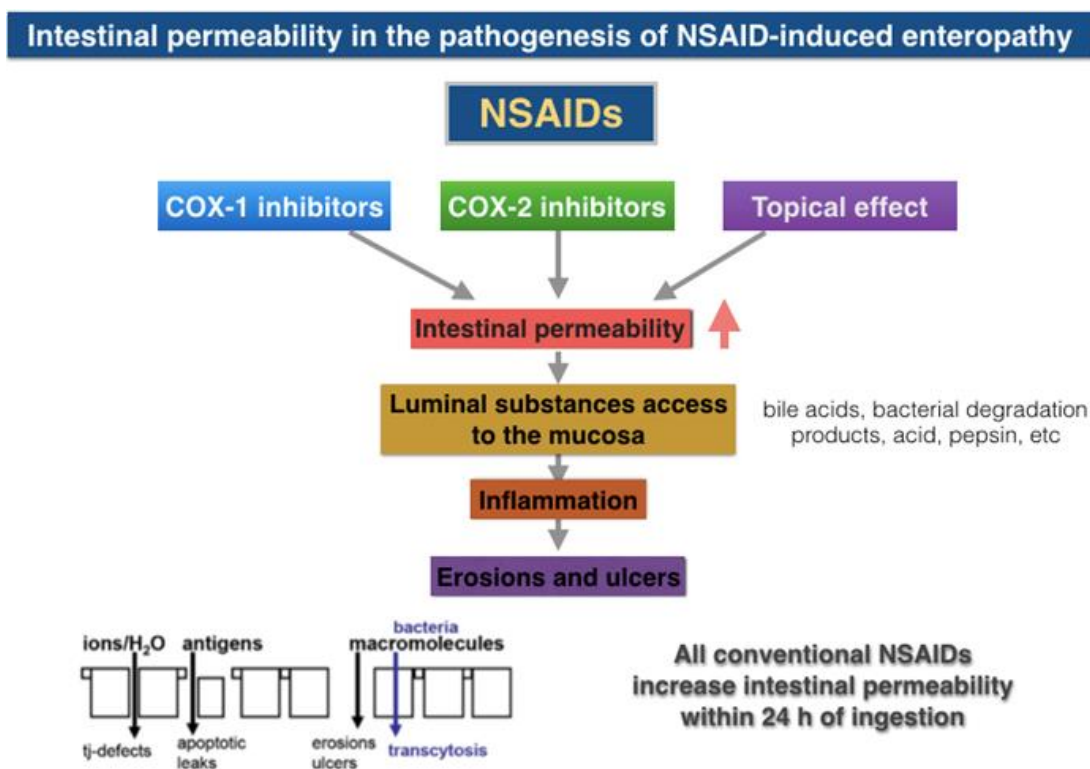 Intestinal permeability in the pathogenesis of NSAID-induced enteropathy
NSAIDs
COX-1 inhibitors
COX-2 inhibitors
Topical effect
Intestinal permeability
Luminal substances access
to the mucosa
bile acids, bacterial degradation
products, acid, pepsin, etc
Inflammation
Erosions and ulcers
ions/H₂O
antigens
bacteria
macromolecules
tj-defects
apoptotic
leaks
erosions
ulcers
transcytosis
All conventional NSAIDs
increase intestinal permeability
within 24 h of ingestion